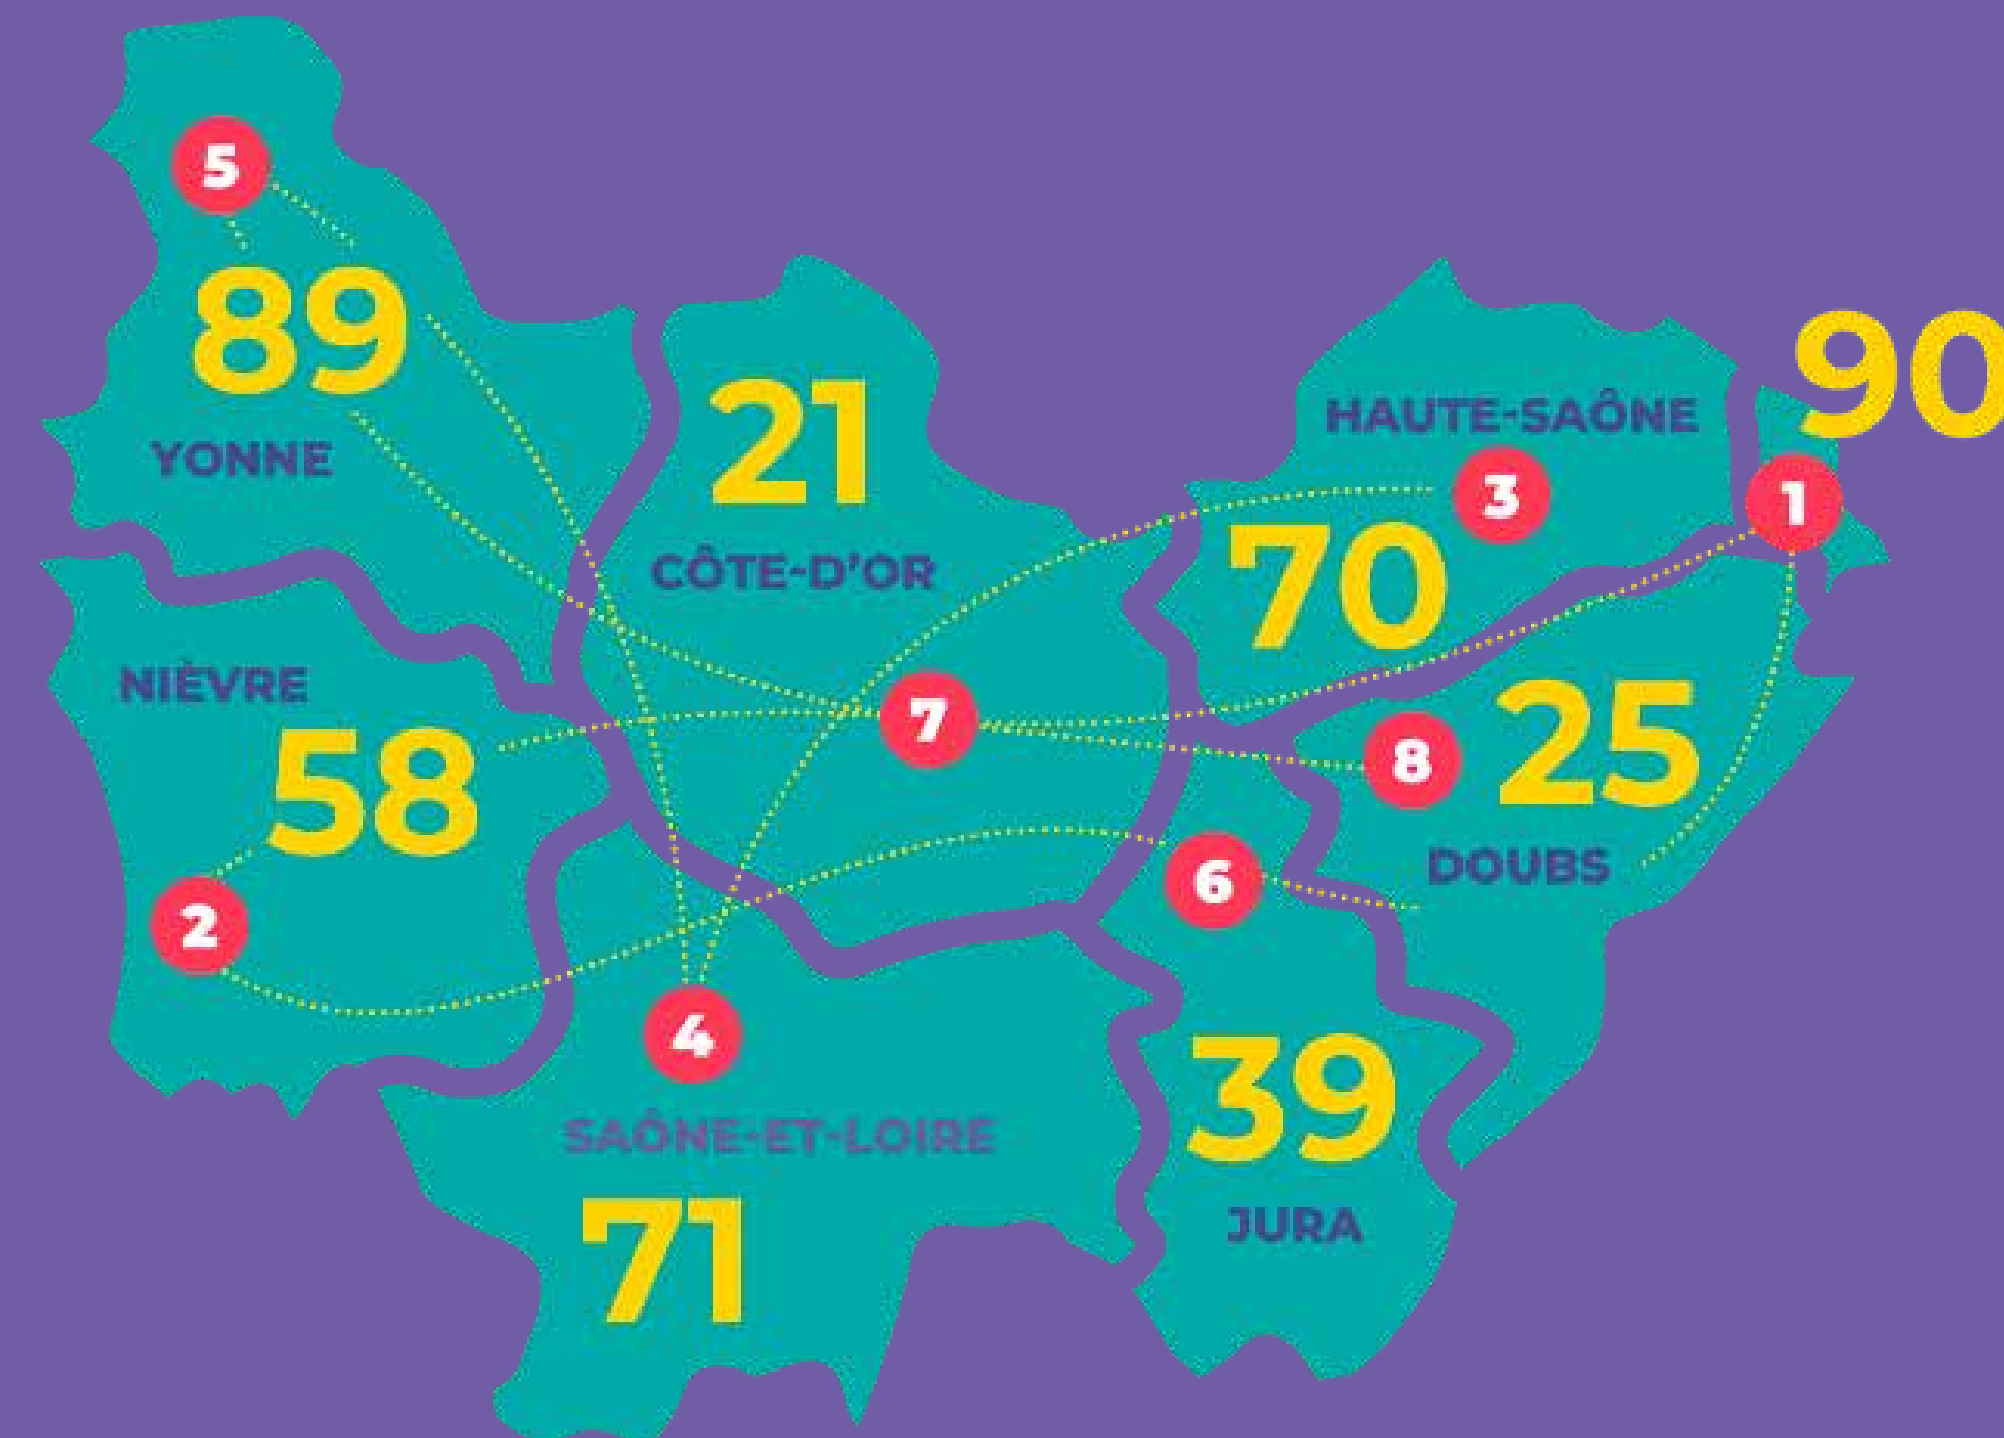 5
89
YONNE
21
CÔTE-D'OR
HAUTE-SAÔNE
90
3
1
70
NIÈVRE
58
7
8
25
DOUBS
2
6
4
39
SAÔNE-ET-LOIRE
71
JURA